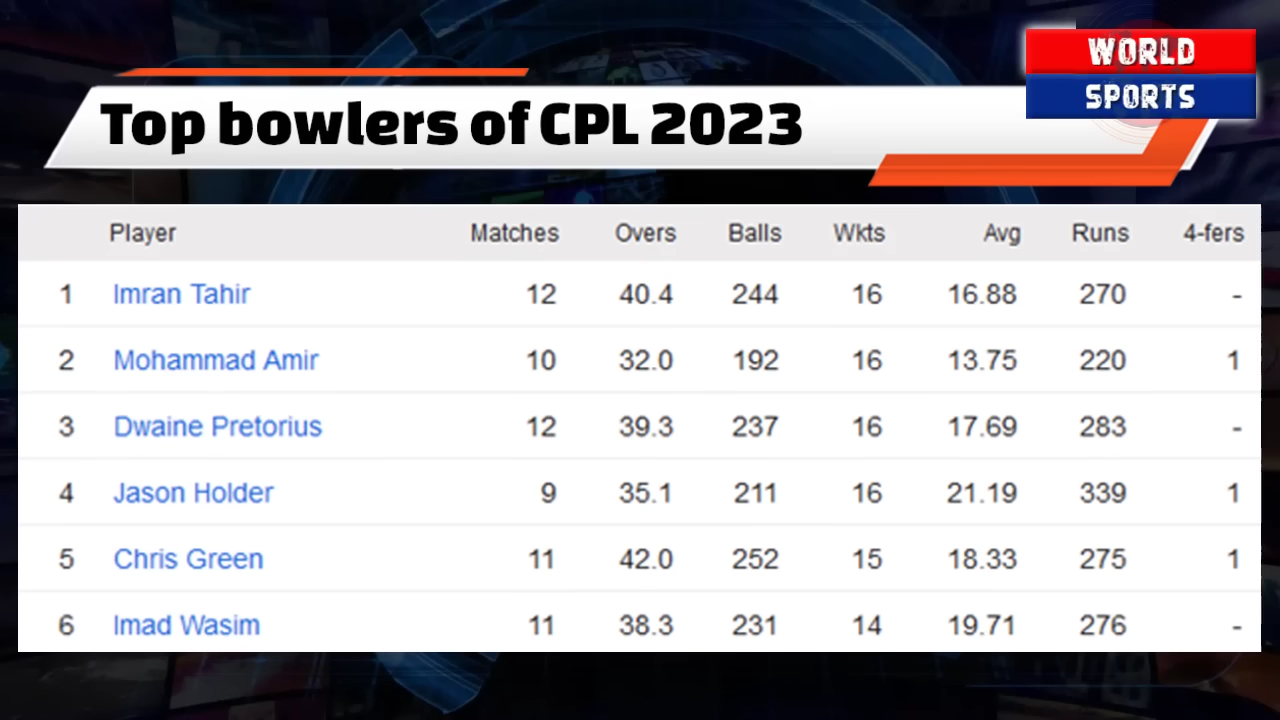 WORLD
SPORTS
Top bowlers of CPL 2023
Player Matches Overs Balls Wkts Avg Runs 4-fers
1 Imran Tahir 12 40.4 244 16 16.88 270 -
2 Mohammad Amir 10 32.0 192 16 13.75 220 1
3 Dwaine Pretorius 12 39.3 237 16 17.69 283 -
4 Jason Holder 9 35.1 211 16 21.19 339 1
5 Chris Green 11 42.0 252 15 18.33 275 1
6 Imad Wasim 11 38.3 231 14 19.71 276 -